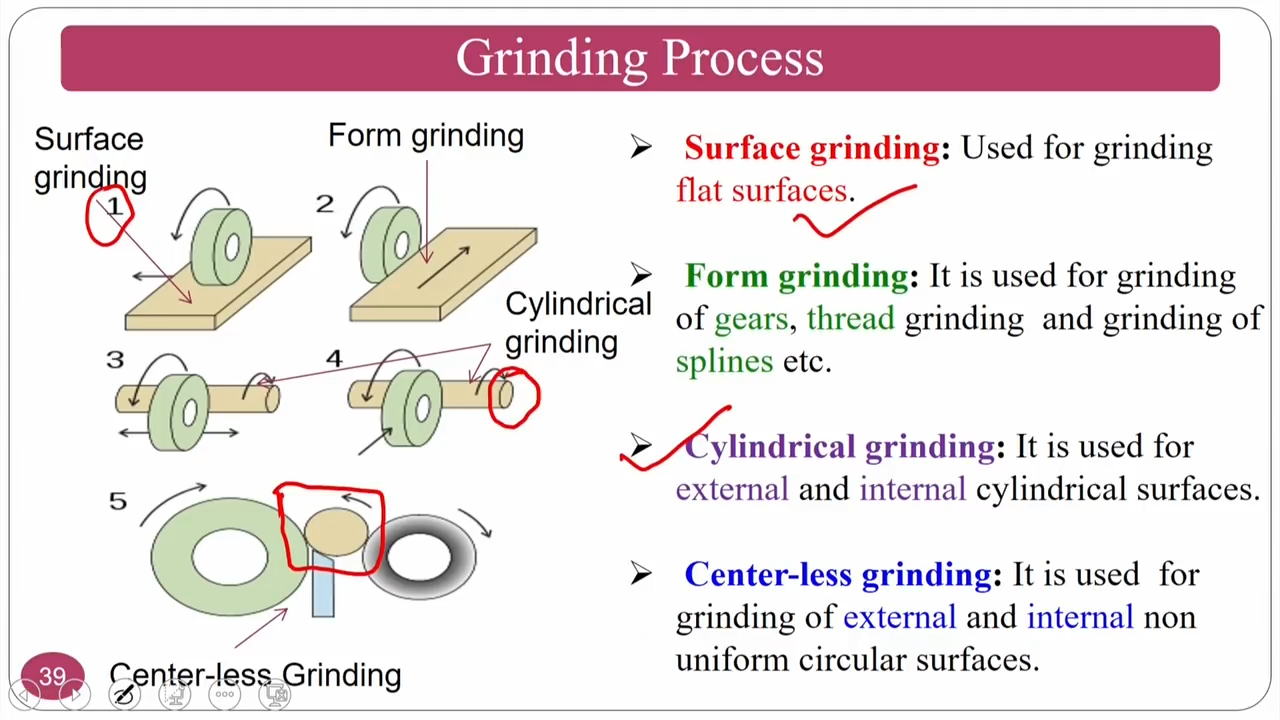 Grinding Process
Surface
grinding
Form grinding
1
2
Cylindrical
grinding
3
4
5
Center-less Grinding
39
➢ Surface grinding: Used for grinding
flat surfaces.
➢ Form grinding: It is used for grinding
of gears, thread grinding and grinding of
splines etc.
➢ Cylindrical grinding: It is used for
external and internal cylindrical surfaces.
➢ Center-less grinding: It is used for
grinding of external and internal non
uniform circular surfaces.